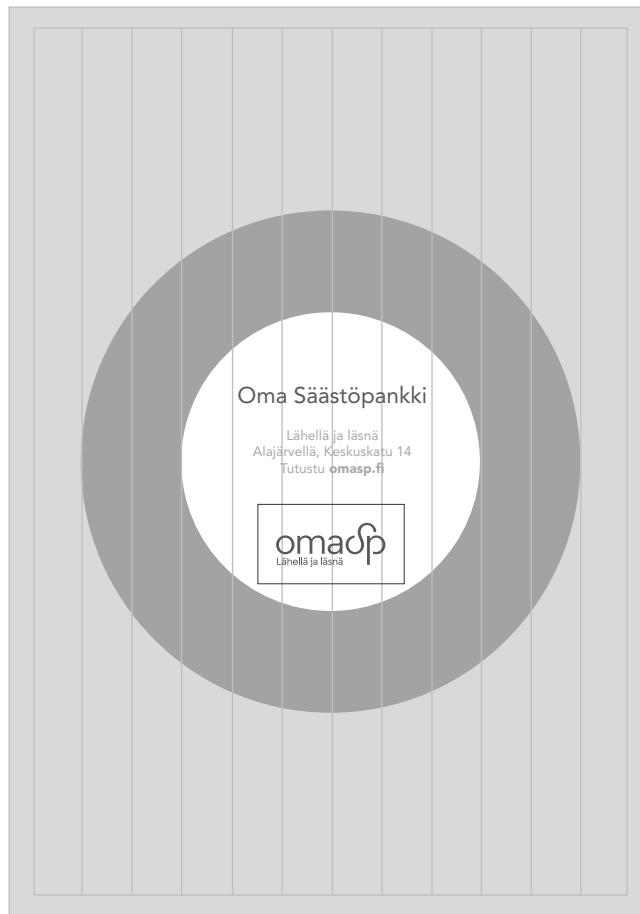 Oma Säästöpankki
Lähellä ja läsnä
Alajärvellä, Keskuskatu 14
Tutustu omasp.fi
omasp
Lähellä ja läsnä